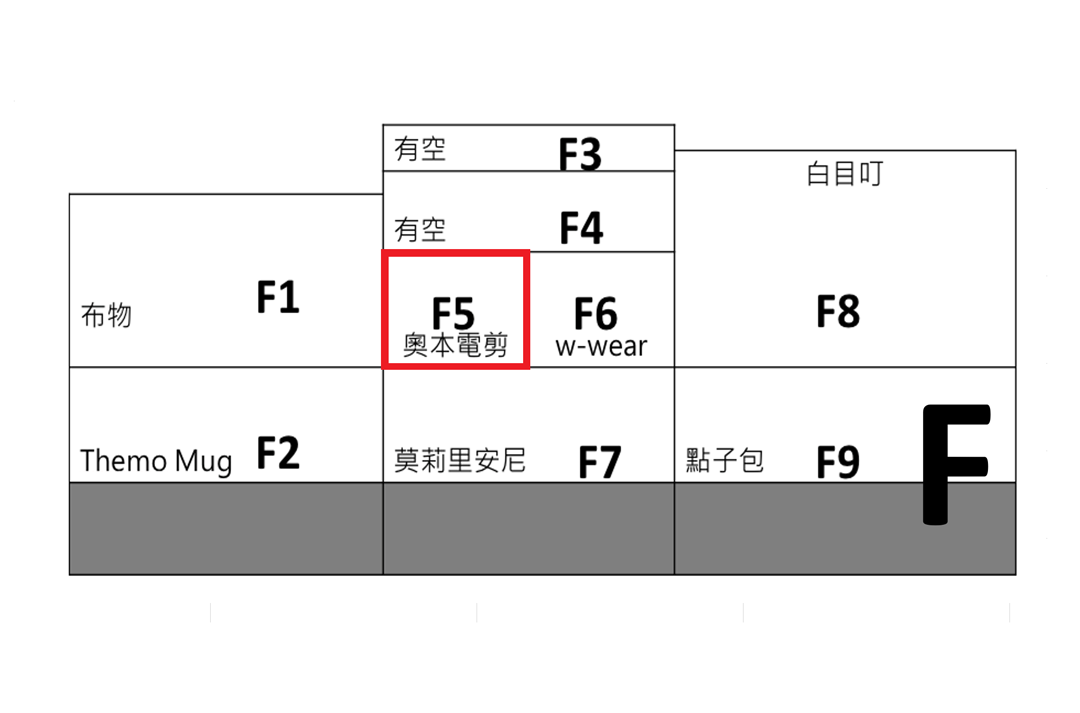 有空 F3
白目叮
有空 F4
布物 F1
F5
奧本電剪
F6
w-wear
F8
Themo Mug F2
莫莉里安尼 F7
點子包 F9
F